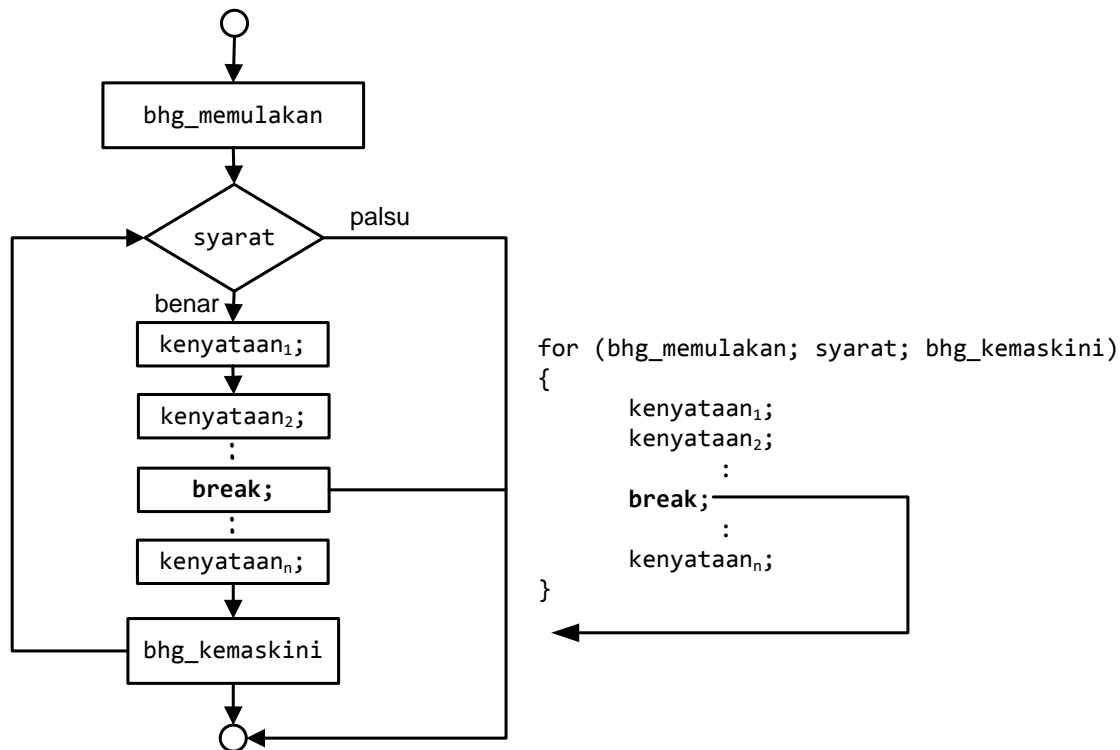 bhg_memulakan
syarat
palsu
benar
kenyataan₁;
kenyataan₂;
:
break;
:
kenyataanₙ;
bhg_kemaskini
for (bhg_memulakan; syarat; bhg_kemaskini)
{
kenyataan₁;
kenyataan₂;
:
break;
:
kenyataanₙ;
}